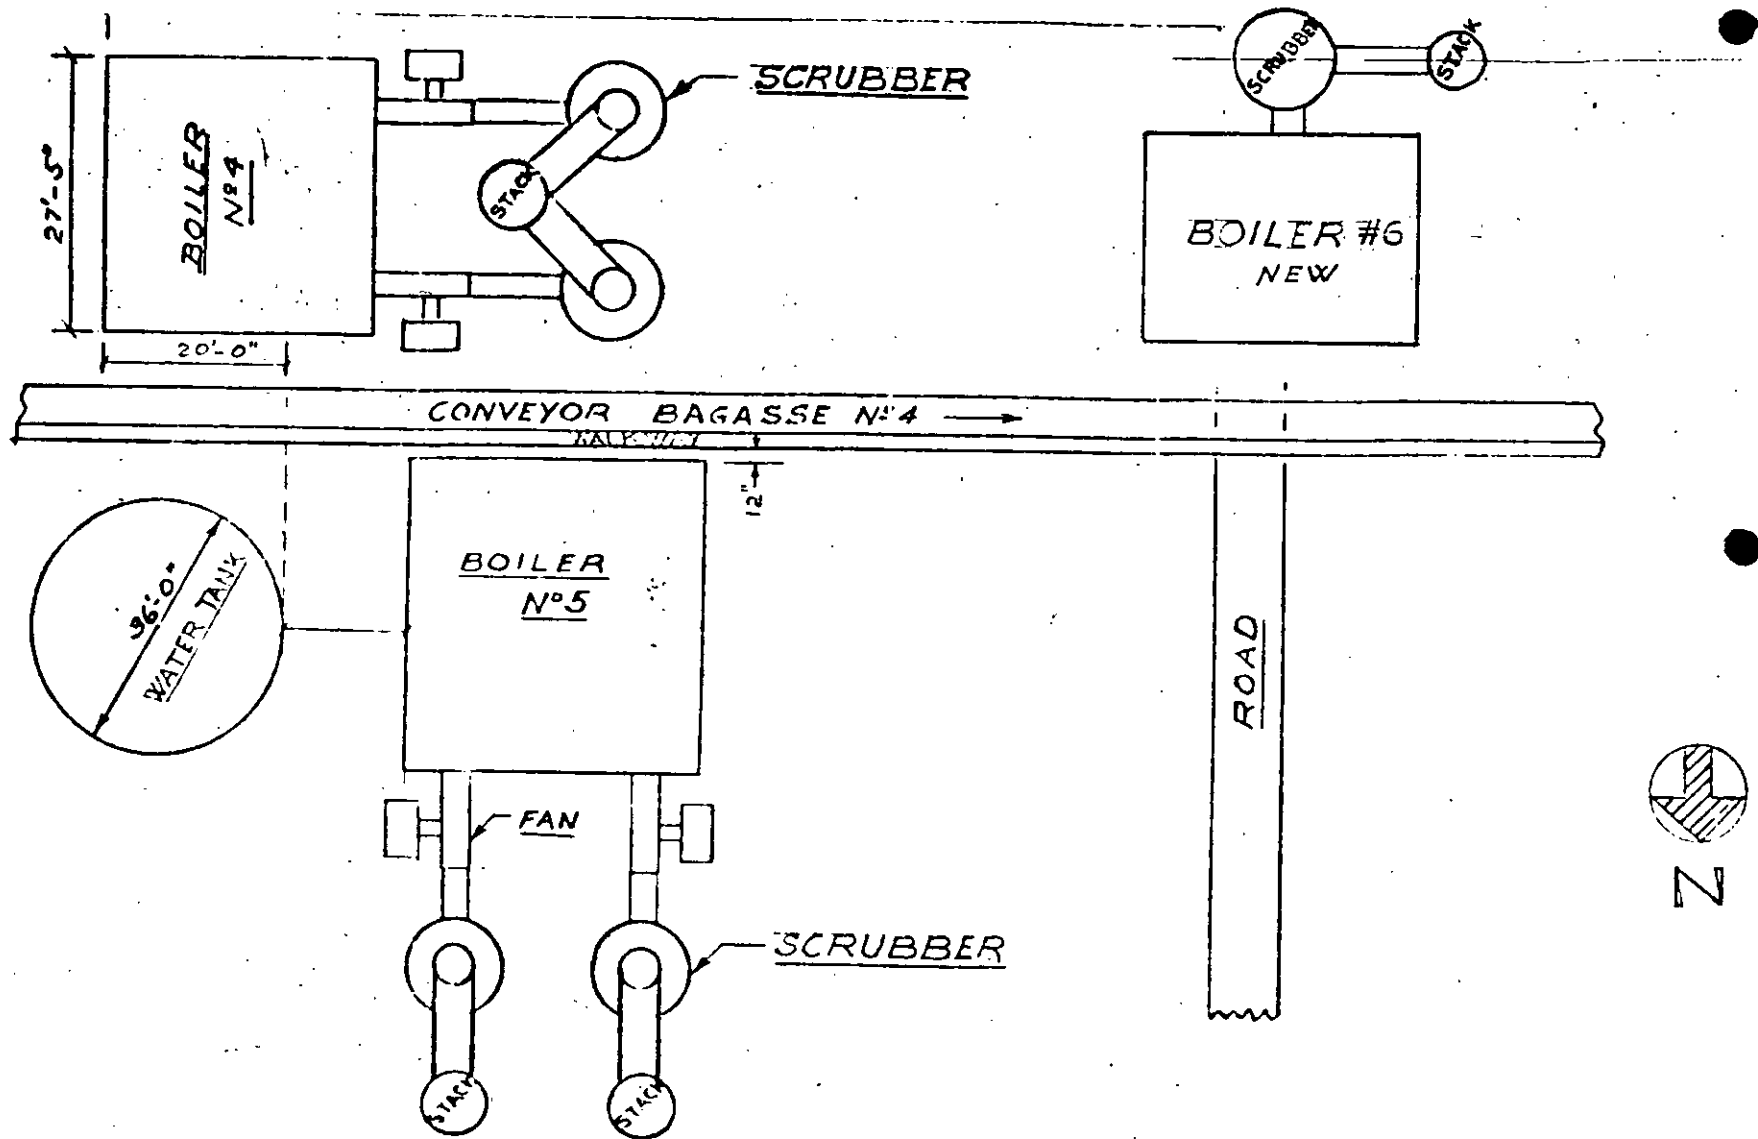 SCRUBBER
SCRUBBER
STACK
27'-5"
BOILER
Nº4
STACK
BOILER #6
NEW
20'-0"
CONVEYOR BAGASSE Nº4
12"
BOILER
Nº5
36'-0"
WATER TANK
ROAD
FAN
N
SCRUBBER
STACK
STACK